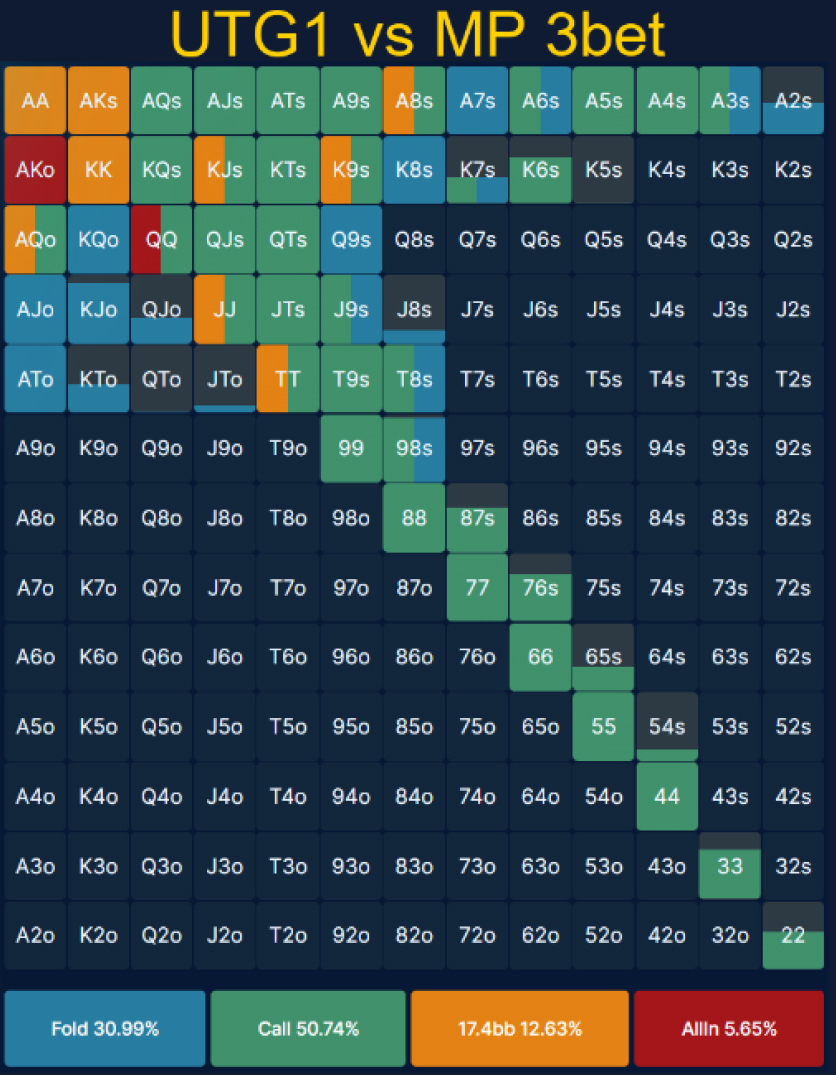 UTG1 vs MP 3bet
AA AKs AQs AJs ATs A9s A8s A7s A6s A5s A4s A3s A2s
AKo KK KQs KJs KTs K9s K8s K7s K6s K5s K4s K3s K2s
AQo KQo QQ QJs QTs Q9s Q8s Q7s Q6s Q5s Q4s Q3s Q2s
AJo KJo QJo JJ JTs J9s J8s J7s J6s J5s J4s J3s J2s
ATo KTo QTo JTo TT T9s T8s T7s T6s T5s T4s T3s T2s
A9o K9o Q9o J9o T9o 99 98s 97s 96s 95s 94s 93s 92s
A8o K8o Q8o J8o T8o 98o 88 87s 86s 85s 84s 83s 82s
A7o K7o Q7o J7o T7o 97o 87o 77 76s 75s 74s 73s 72s
A6o K6o Q6o J6o T6o 96o 86o 76o 66 65s 64s 63s 62s
A5o K5o Q5o J5o T5o 95o 85o 75o 65o 55 54s 53s 52s
A4o K4o Q4o J4o T4o 94o 84o 74o 64o 54o 44 43s 42s
A3o K3o Q3o J3o T3o 93o 83o 73o 63o 53o 43o 33 32s
A2o K2o Q2o J2o T2o 92o 82o 72o 62o 52o 42o 32o 22
Fold 30.99% Call 50.74% 17.4bb 12.63% AllIn 5.65%